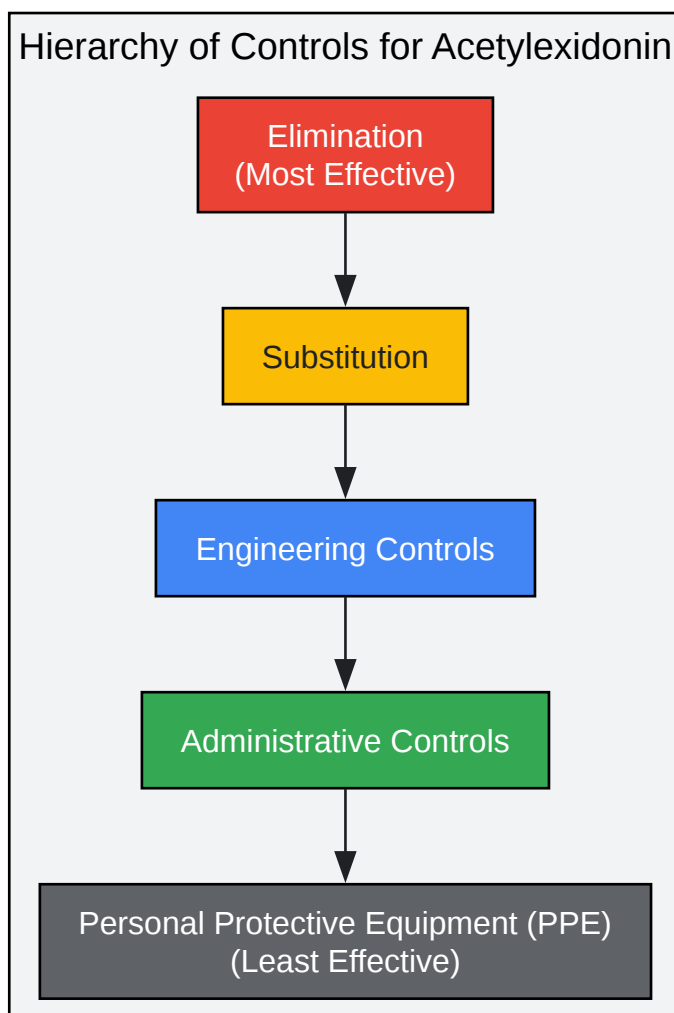 Hierarchy of Controls for Acetylexidonin
Elimination
(Most Effective)
Substitution
Engineering Controls
Administrative Controls
Personal Protective Equipment (PPE)
(Least Effective)